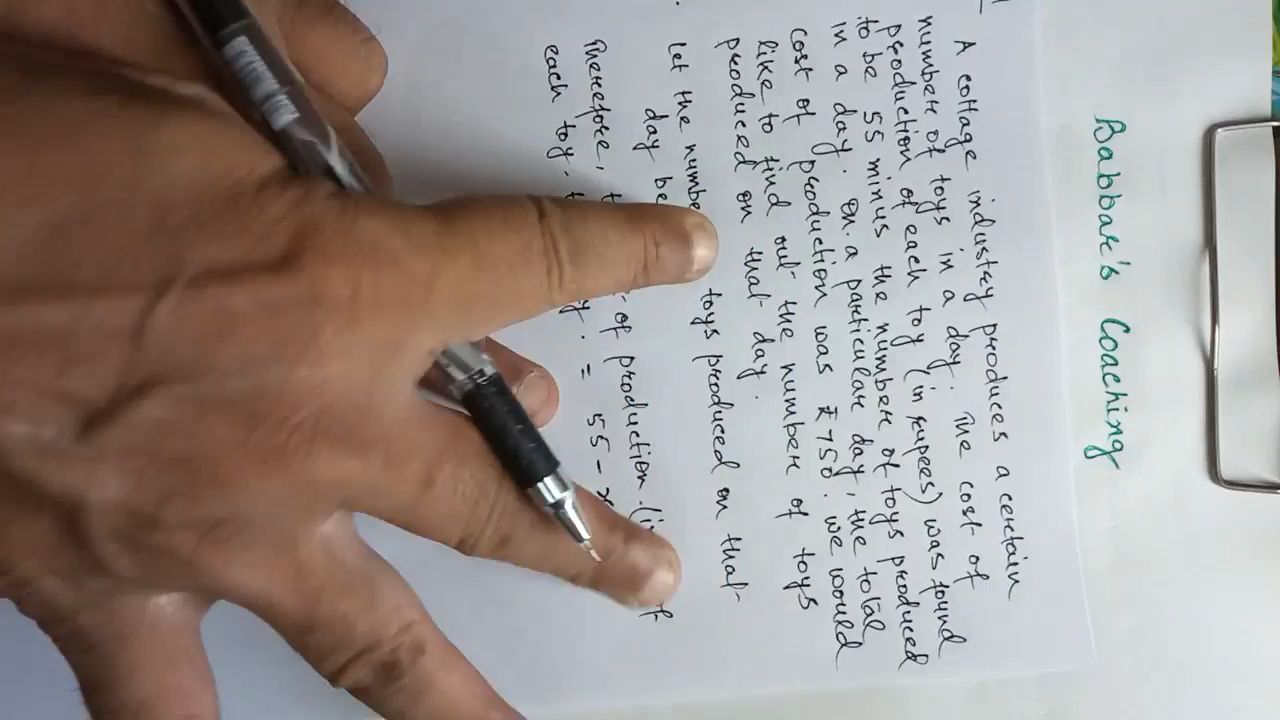 Babbar's Coaching
A cottage industry produces a certain
number of toys in a day. The cost of
production of each toy (in rupees) was found
to be 55 minus the number of toys produced
in a day. On a particular day, the total
cost of production was ₹750. We would
like to find out the number of toys
produced on that day.
Let the toys produced on that
day be
Therefore, of production
each toy = 55 - x